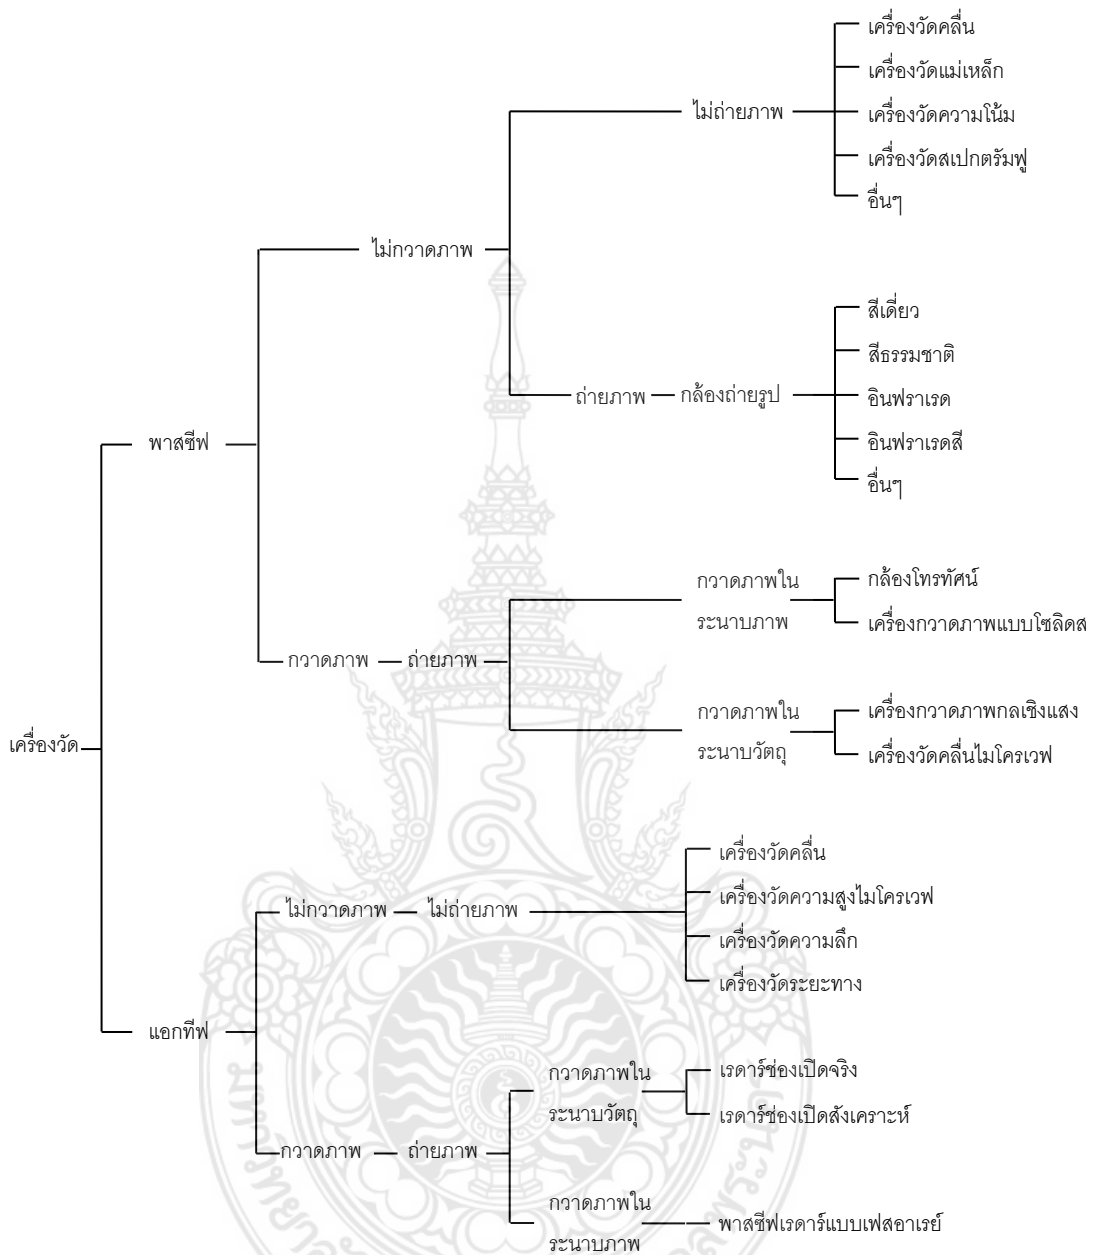 เครื่องวัดคลื่น
เครื่องวัดแม่เหล็ก
ไม่ถ่ายภาพ
เครื่องวัดความโน้ม
เครื่องวัดสเปกตรัมฟู
อื่นๆ
ไม่กวาดภาพ
สีเดี่ยว
สีธรรมชาติ
ถ่ายภาพ
กล้องถ่ายรูป
อินฟราเรด
อินฟราเรดสี
อื่นๆ
พาสซีฟ
กวาดภาพใน
ระนาบภาพ
กล้องโทรทัศน์
เครื่องกวาดภาพแบบโซลิดส
กวาดภาพ
ถ่ายภาพ
กวาดภาพใน
ระนาบวัตถุ
เครื่องกวาดภาพกลเชิงแสง
เครื่องวัดคลื่นไมโครเวฟ
เครื่องวัด
เครื่องวัดคลื่น
เครื่องวัดความสูงไมโครเวฟ
ไม่กวาดภาพ
ไม่ถ่ายภาพ
เครื่องวัดความลึก
เครื่องวัดระยะทาง
แอกทีฟ
กวาดภาพใน
ระนาบวัตถุ
เรดาร์ช่องเปิดจริง
เรดาร์ช่องเปิดสังเคราะห์
กวาดภาพ
ถ่ายภาพ
กวาดภาพใน
ระนาบภาพ
พาสซีฟเรดาร์แบบเฟสอาเรย์